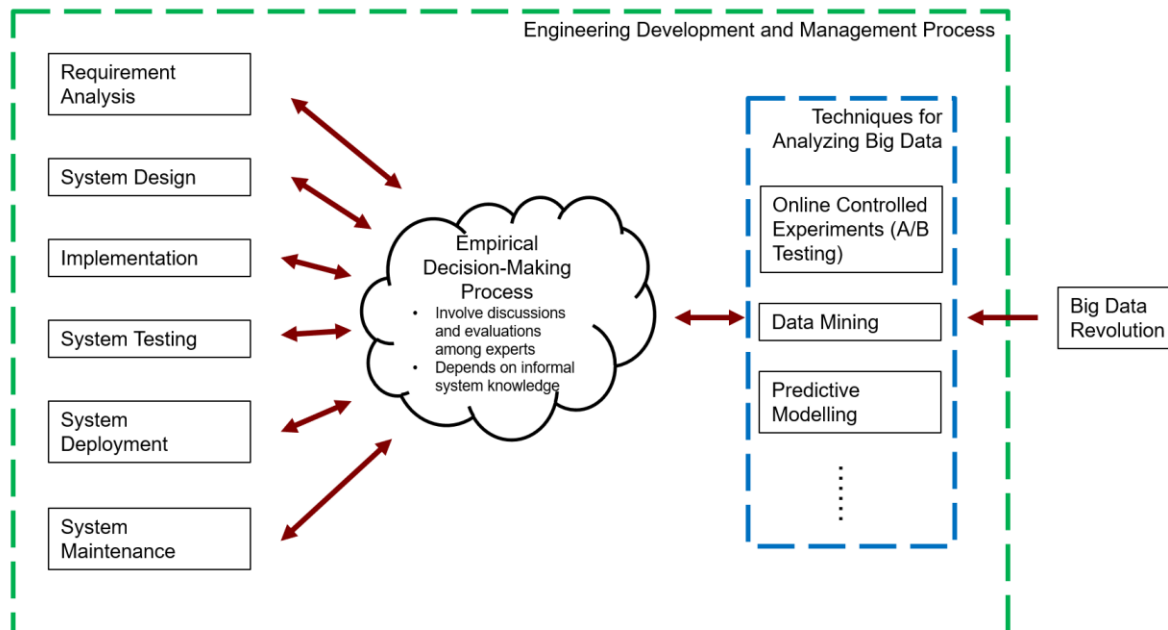 Engineering Development and Management Process
Requirement
Analysis
System Design
Implementation
System Testing
System
Deployment
System
Maintenance
Empirical
Decision-Making
Process
• Involve discussions
and evaluations
among experts
• Depends on informal
system knowledge
Techniques for
Analyzing Big Data
Online Controlled
Experiments (A/B
Testing)
Data Mining
Predictive
Modelling
Big Data
Revolution